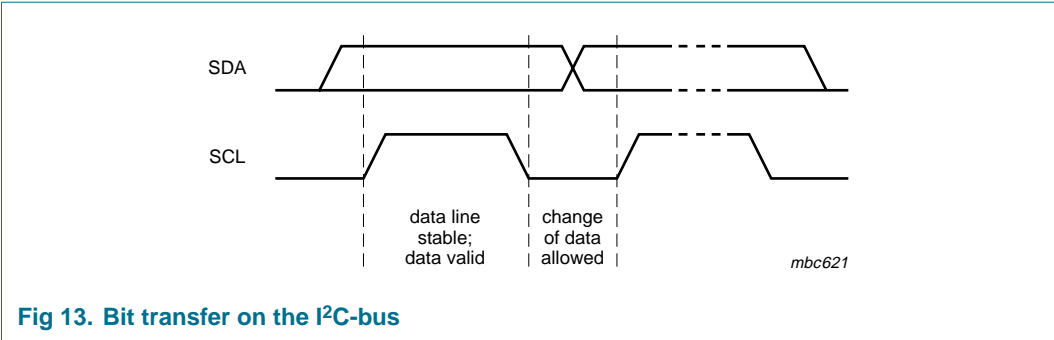 SDA
SCL
data line
stable;
data valid
change
of data
allowed
mbc621
Fig 13. Bit transfer on the I²C-bus